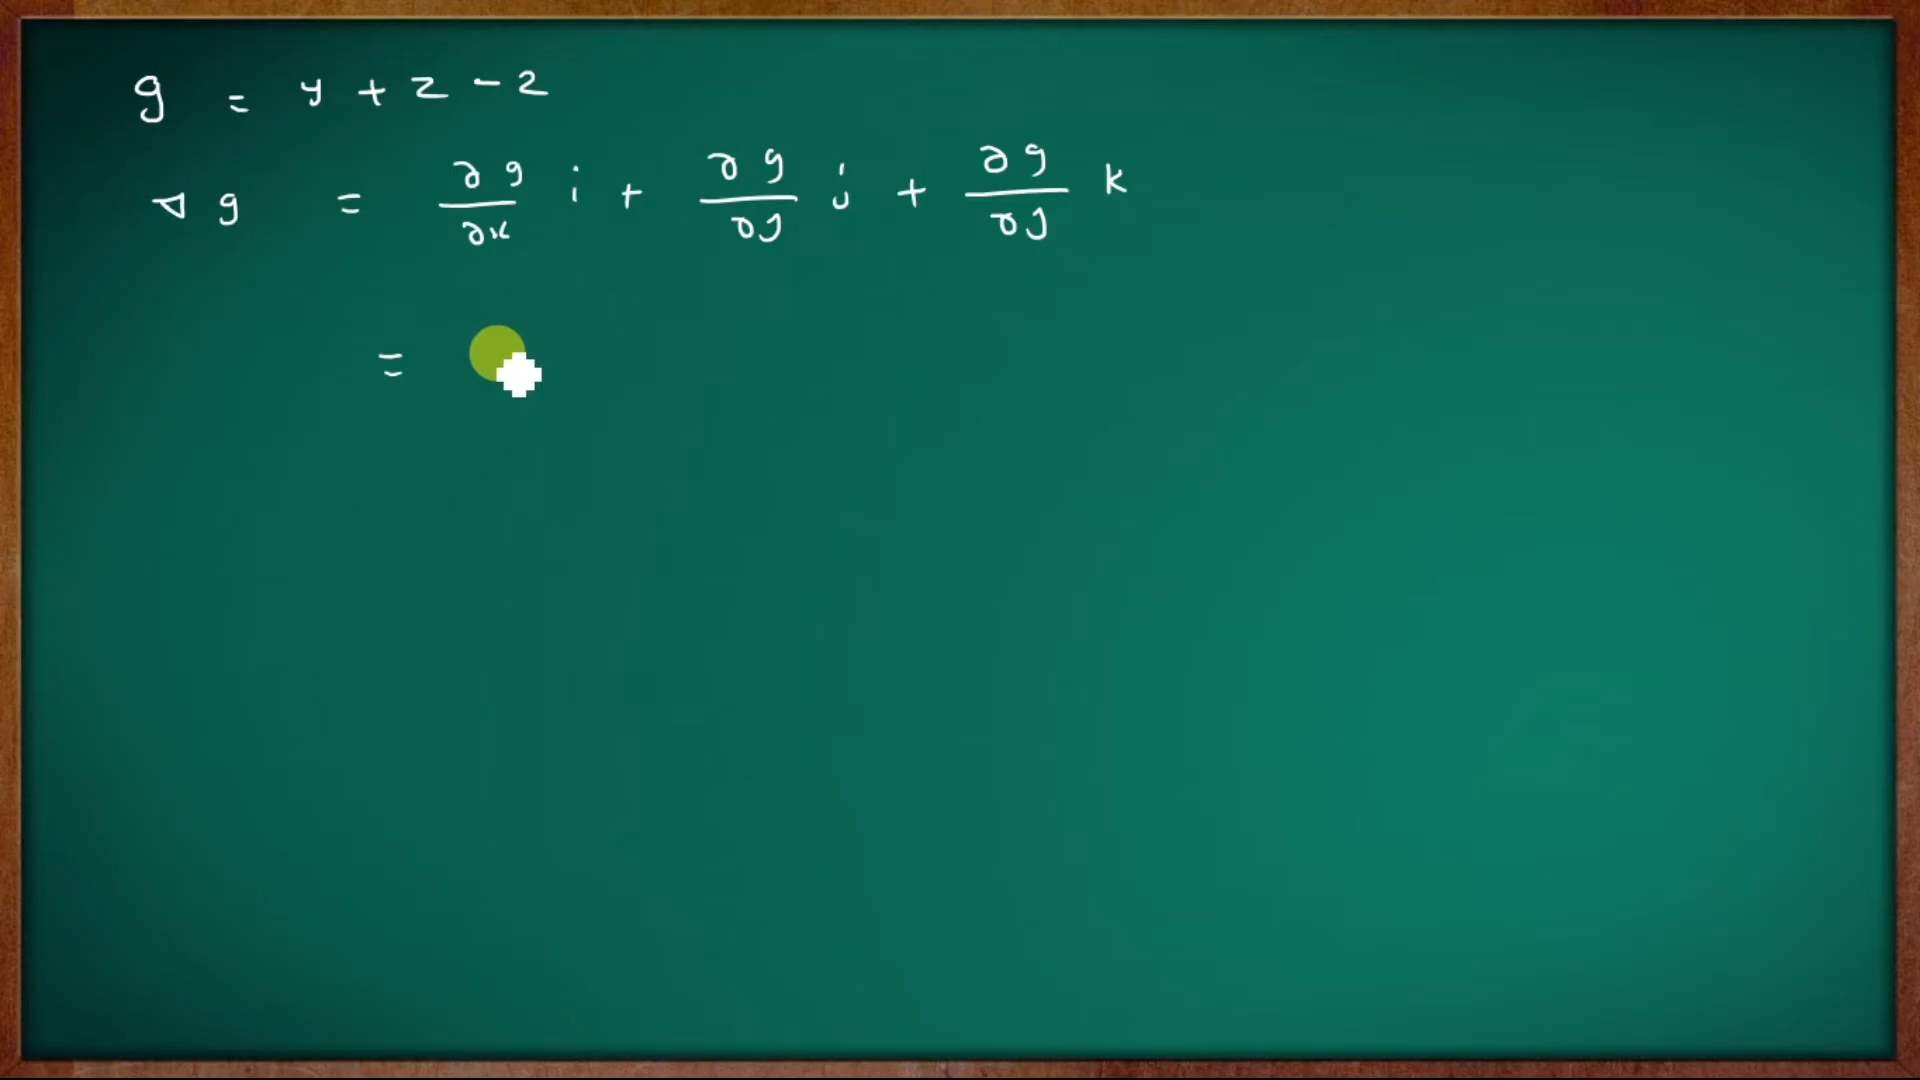 g = y + z - 2
∇ g = ∂g/∂x i + ∂g/∂y j + ∂g/∂y k
=